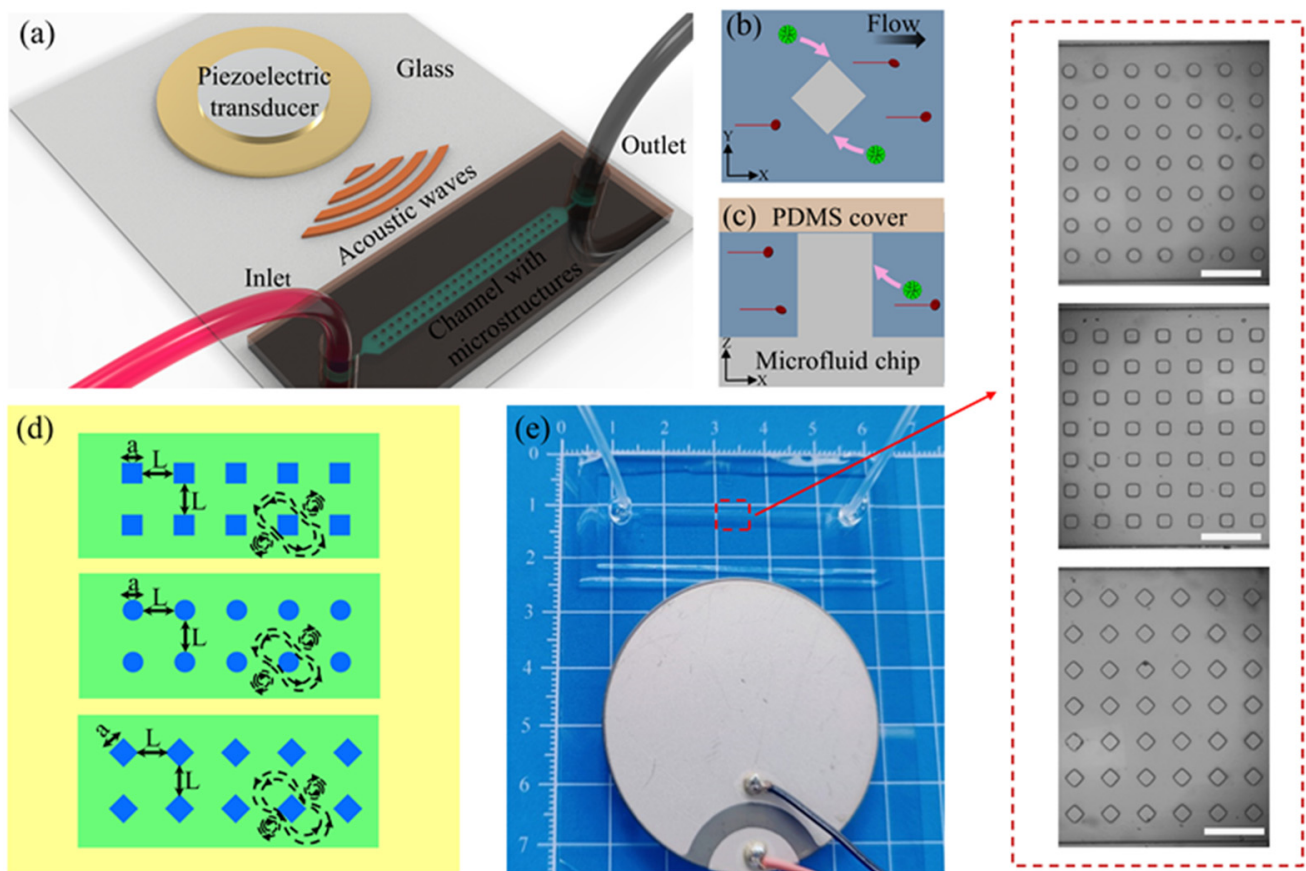 (a)
Piezoelectric
transducer
Glass
Acoustic waves
Outlet
Inlet
Channel with
microstructures
(b)
Flow
Y
X
(c)
PDMS cover
Z
X
Microfluid chip
(d)
a
L
L
a
L
L
a
L
L
(e)
0 1 2 3 4 5 6 7
0
1
2
3
4
5
6
7